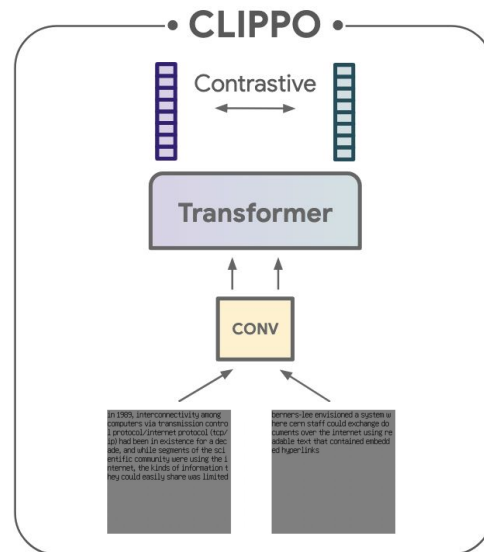 • CLIPPO •
Contrastive
Transformer
CONV
in 1989, interconnectivity among
computers via transmission contro
l protocol/internet protocol (tcp/
ip) had been in existence for a dec
ade, and while segments of the sci
entific community were using the i
nternet, the kinds of information t
hey could easily share was limited
berners-lee envisioned a system w
here cern staff could exchange do
cuments over the internet using re
adable text that contained embedd
ed hyperlinks